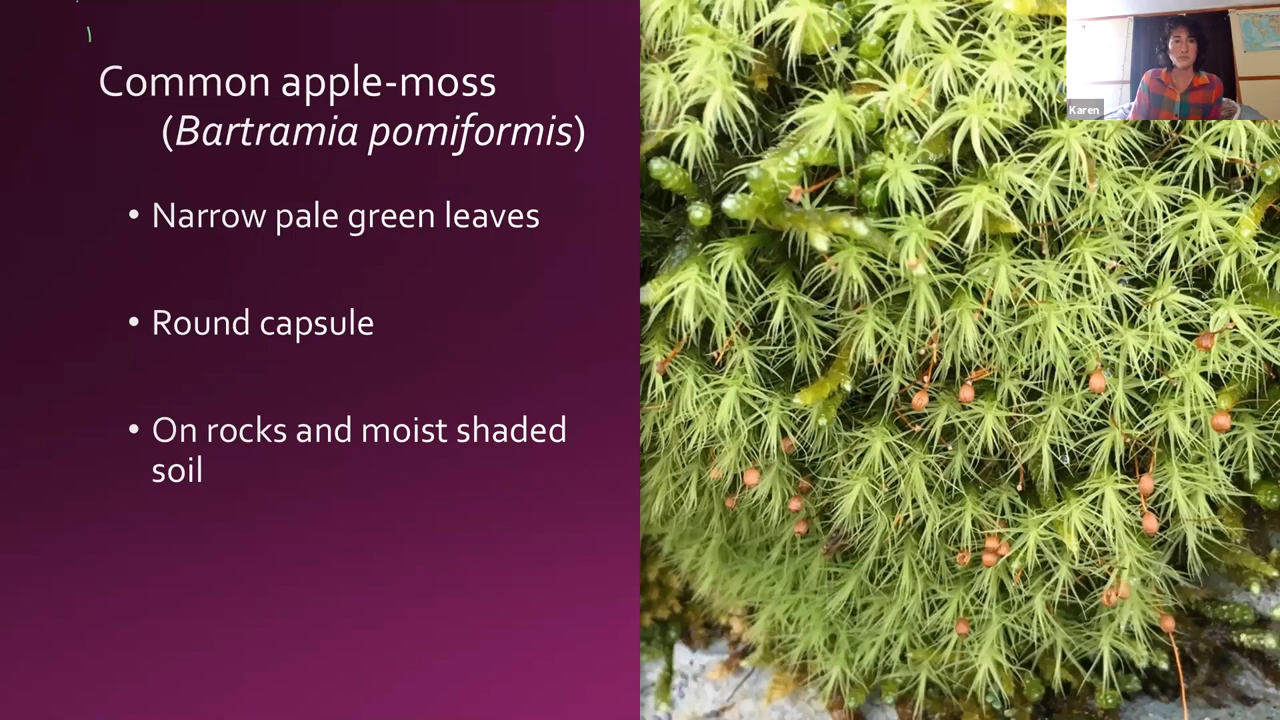 Common apple-moss
(Bartramia pomiformis)
• Narrow pale green leaves
• Round capsule
• On rocks and moist shaded
soil
Karen